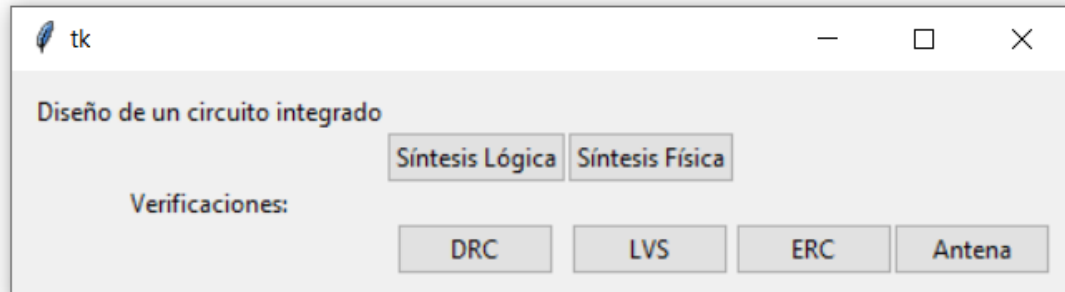 tk
Diseño de un circuito integrado
Síntesis Lógica Síntesis Física
Verificaciones:
DRC LVS ERC Antena